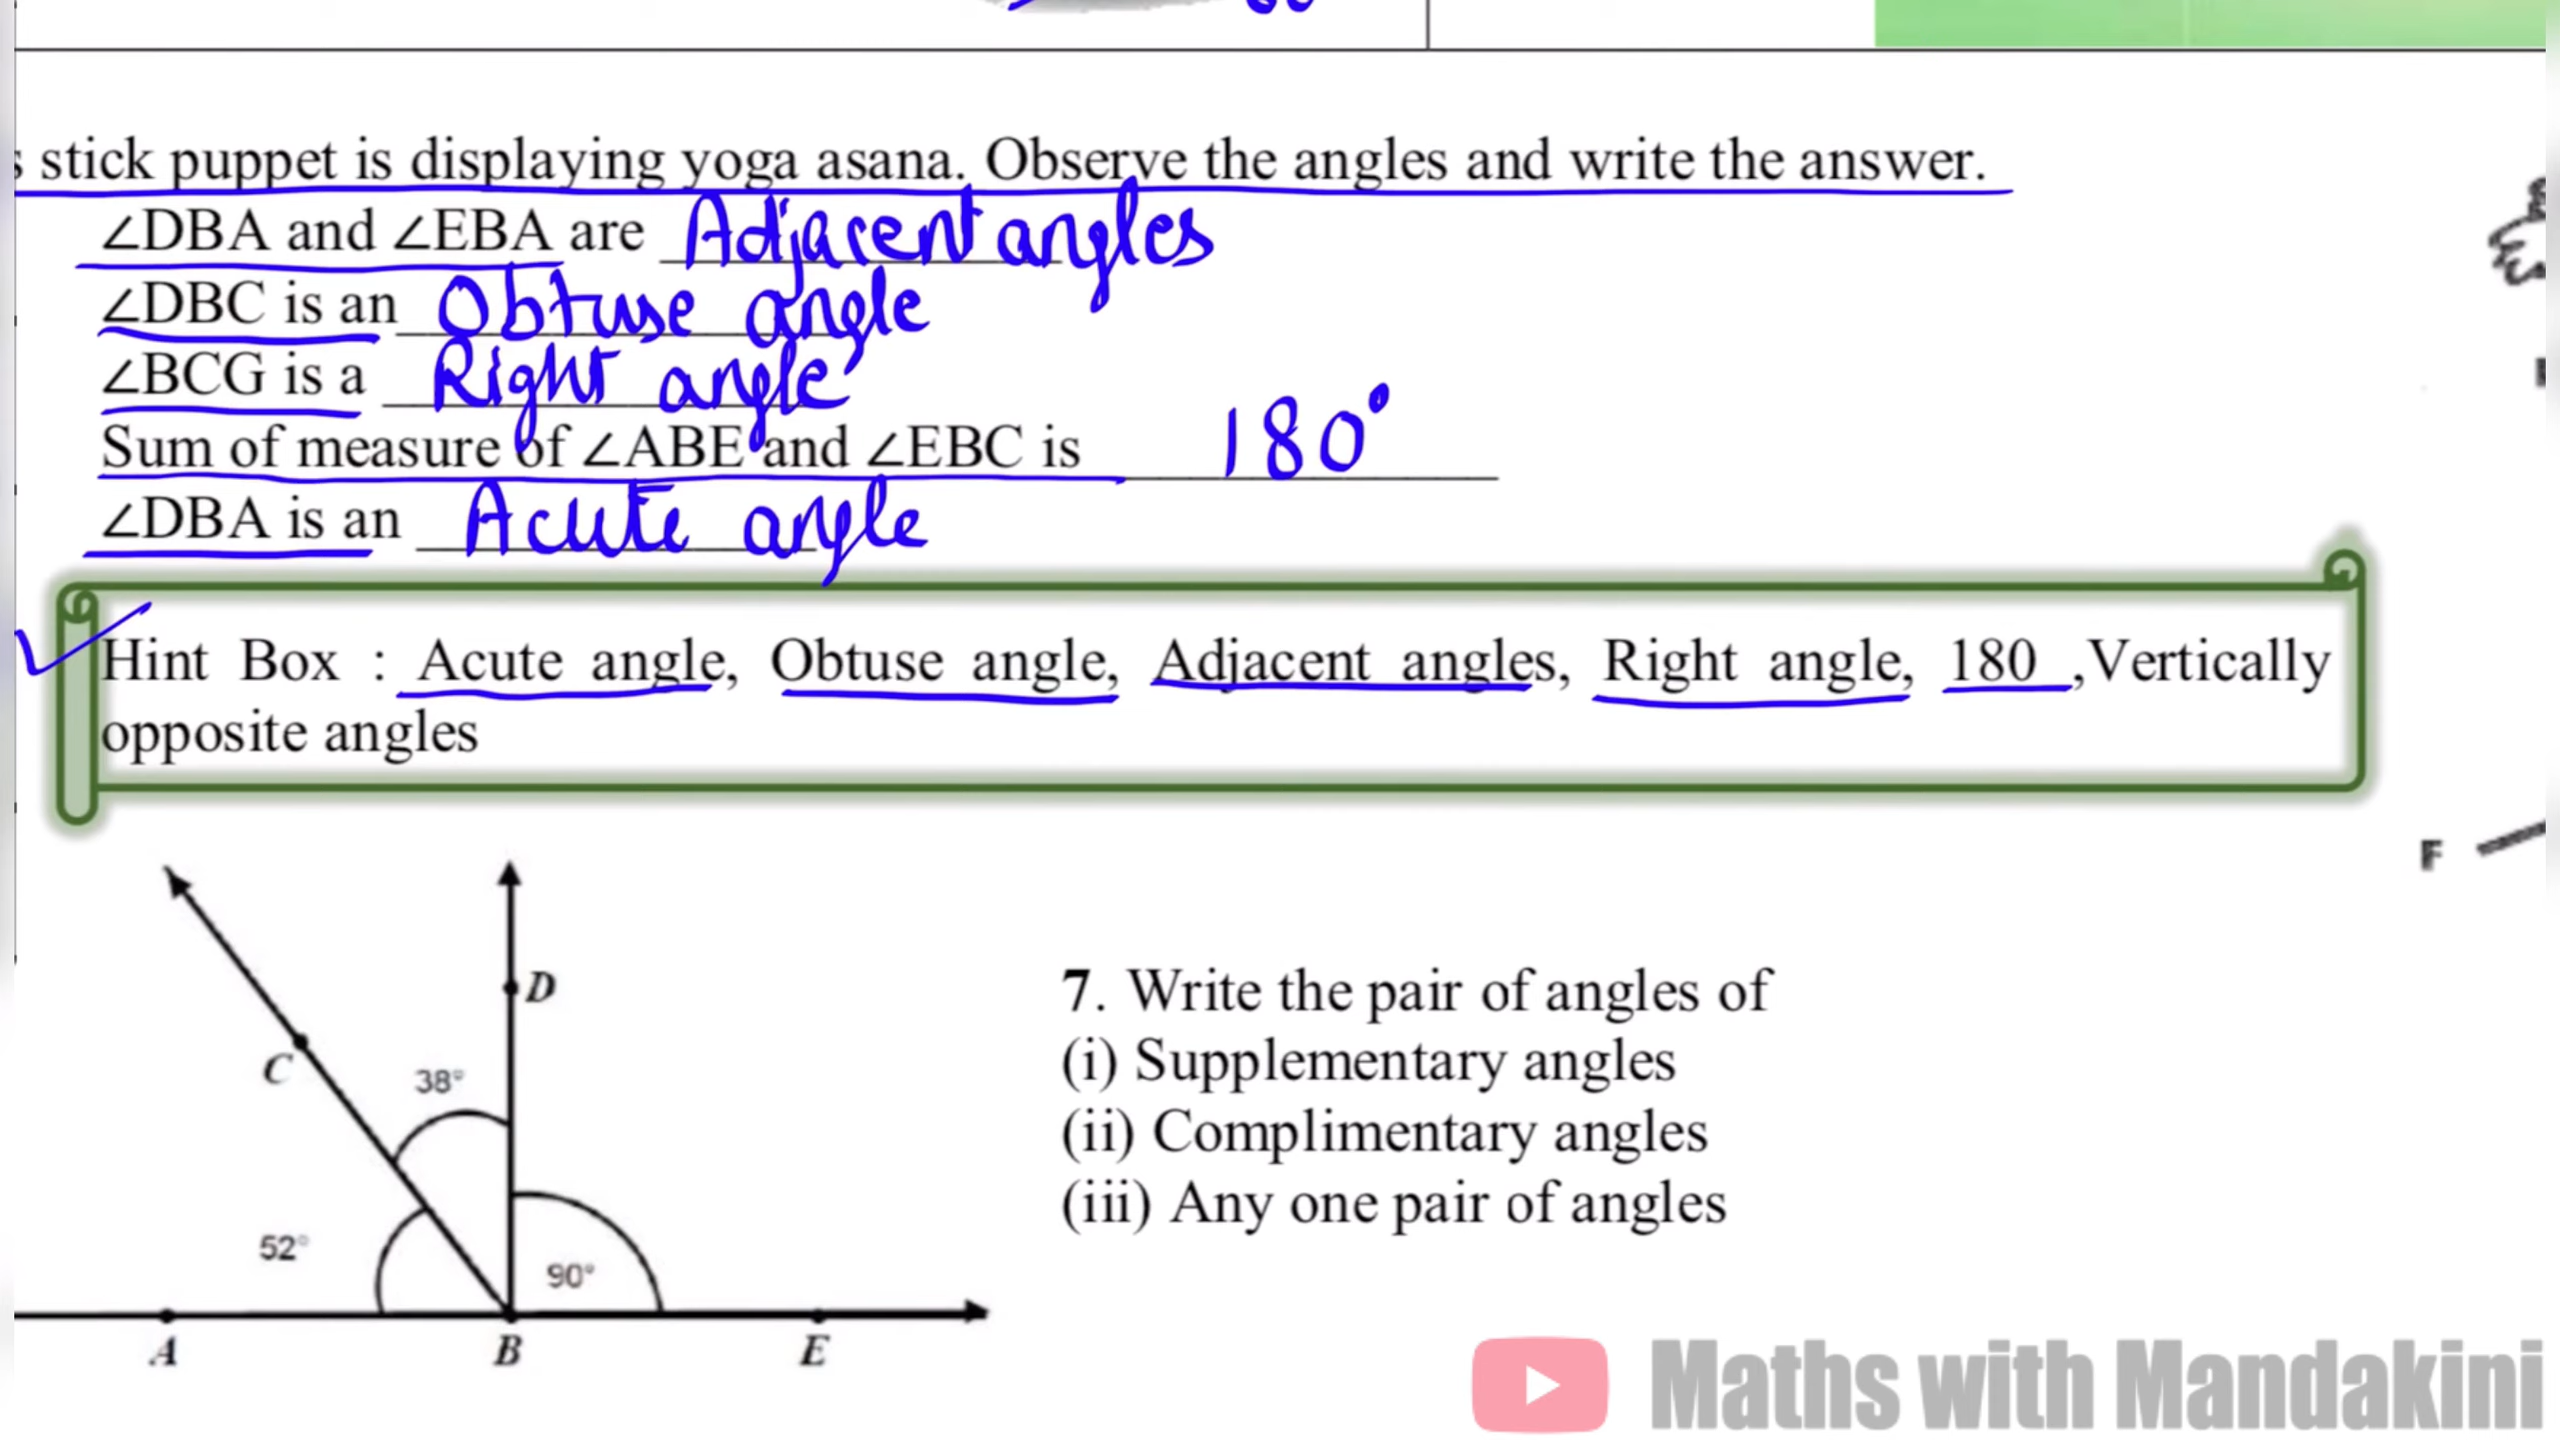 stick puppet is displaying yoga asana. Observe the angles and write the answer.
∠DBA and ∠EBA are Adjacent angles
∠DBC is an Obtuse angle
∠BCG is a Right angle
Sum of measure of ∠ABE and ∠EBC is 180°
∠DBA is an Acute angle
Hint Box : Acute angle, Obtuse angle, Adjacent angles, Right angle, 180 ,Vertically
opposite angles
F
D
C
38°
52°
90°
A B E
7. Write the pair of angles of
(i) Supplementary angles
(ii) Complimentary angles
(iii) Any one pair of angles
Maths with Mandakini